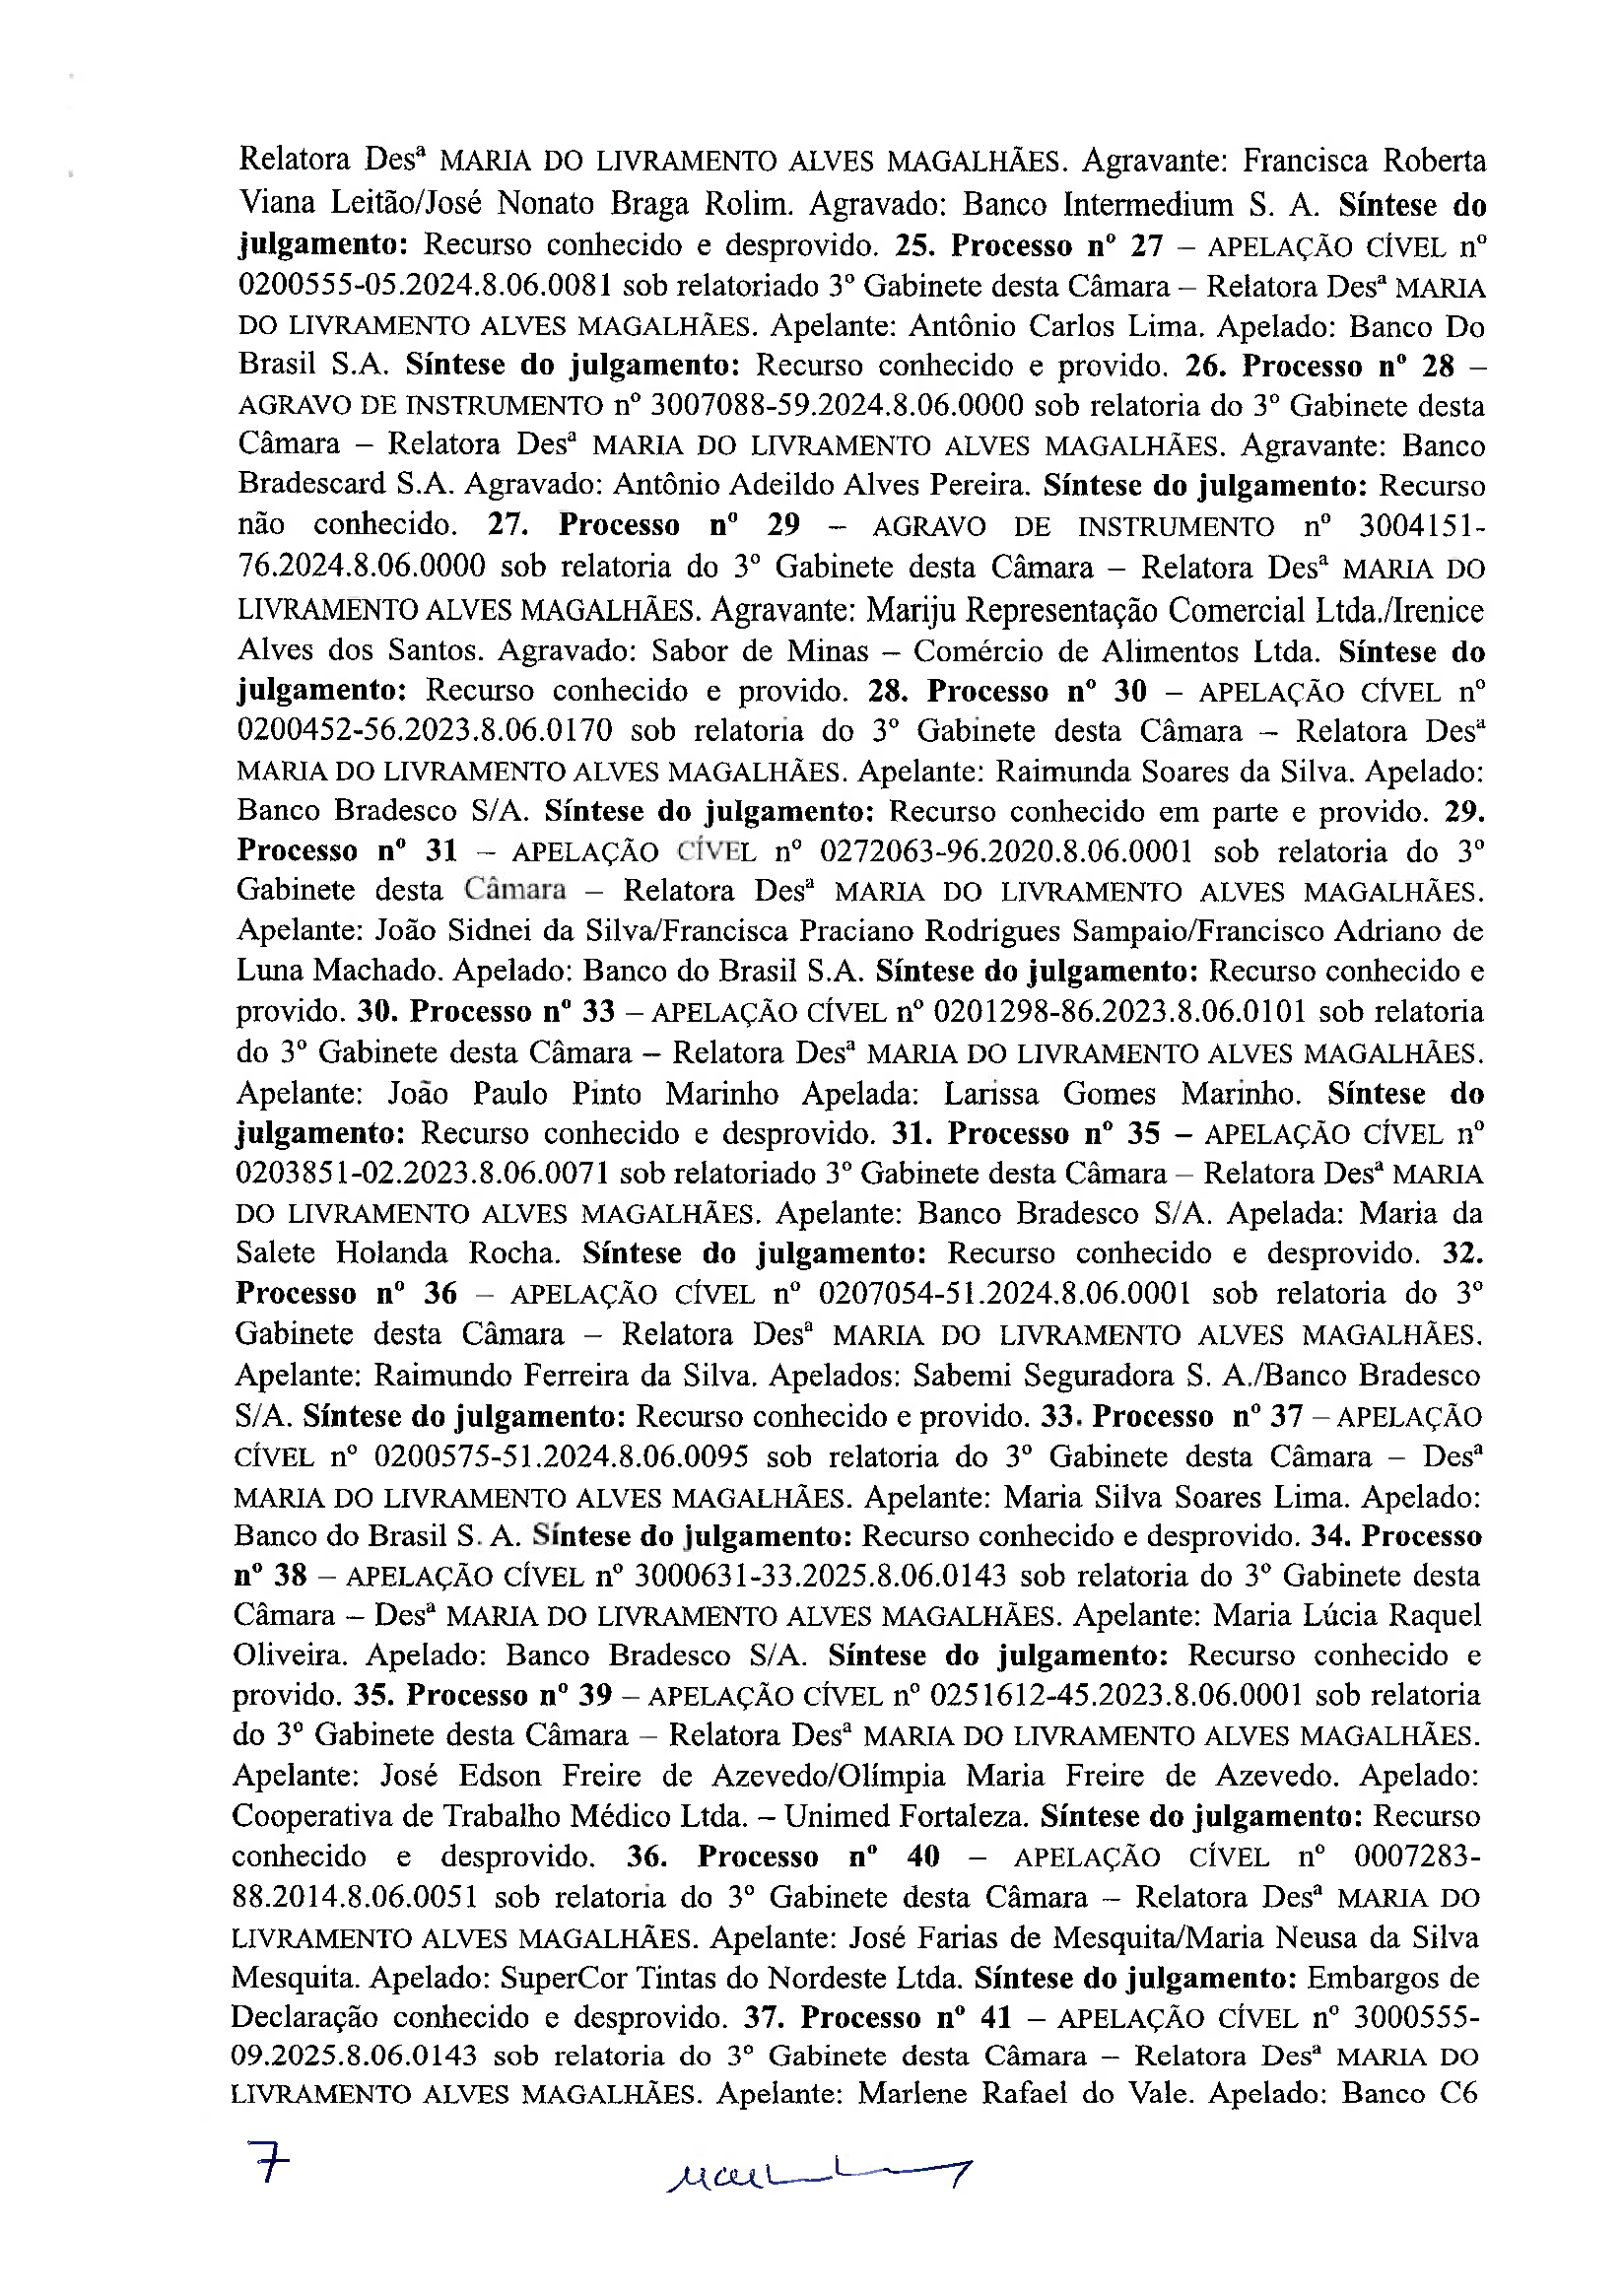 Relatora Desª MARIA DO LIVRAMENTO ALVES MAGALHÃES. Agravante: Francisca Roberta
Viana Leitão/José Nonato Braga Rolim. Agravado: Banco Intermedium S. A. Síntese do
julgamento: Recurso conhecido e desprovido. 25. Processo nº 27 – APELAÇÃO CÍVEL nº
0200555-05.2024.8.06.0081 sob relatoriado 3º Gabinete desta Câmara – Relatora Desª MARIA
DO LIVRAMENTO ALVES MAGALHÃES. Apelante: Antônio Carlos Lima. Apelado: Banco Do
Brasil S.A. Síntese do julgamento: Recurso conhecido e provido. 26. Processo nº 28 –
AGRAVO DE INSTRUMENTO nº 3007088-59.2024.8.06.0000 sob relatoria do 3º Gabinete desta
Câmara – Relatora Desª MARIA DO LIVRAMENTO ALVES MAGALHÃES. Agravante: Banco
Bradescard S.A. Agravado: Antônio Adeildo Alves Pereira. Síntese do julgamento: Recurso
não conhecido. 27. Processo nº 29 – AGRAVO DE INSTRUMENTO nº 3004151-
76.2024.8.06.0000 sob relatoria do 3º Gabinete desta Câmara – Relatora Desª MARIA DO
LIVRAMENTO ALVES MAGALHÃES. Agravante: Mariju Representação Comercial Ltda./Irenice
Alves dos Santos. Agravado: Sabor de Minas – Comércio de Alimentos Ltda. Síntese do
julgamento: Recurso conhecido e provido. 28. Processo nº 30 – APELAÇÃO CÍVEL nº
0200452-56.2023.8.06.0170 sob relatoria do 3º Gabinete desta Câmara – Relatora Desª
MARIA DO LIVRAMENTO ALVES MAGALHÃES. Apelante: Raimunda Soares da Silva. Apelado:
Banco Bradesco S/A. Síntese do julgamento: Recurso conhecido em parte e provido. 29.
Processo nº 31 – APELAÇÃO CÍVEL nº 0272063-96.2020.8.06.0001 sob relatoria do 3º
Gabinete desta Câmara – Relatora Desª MARIA DO LIVRAMENTO ALVES MAGALHÃES.
Apelante: João Sidnei da Silva/Francisca Praciano Rodrigues Sampaio/Francisco Adriano de
Luna Machado. Apelado: Banco do Brasil S.A. Síntese do julgamento: Recurso conhecido e
provido. 30. Processo nº 33 – APELAÇÃO CÍVEL nº 0201298-86.2023.8.06.0101 sob relatoria
do 3º Gabinete desta Câmara – Relatora Desª MARIA DO LIVRAMENTO ALVES MAGALHÃES.
Apelante: João Paulo Pinto Marinho Apelada: Larissa Gomes Marinho. Síntese do
julgamento: Recurso conhecido e desprovido. 31. Processo nº 35 – APELAÇÃO CÍVEL nº
0203851-02.2023.8.06.0071 sob relatoriado 3º Gabinete desta Câmara – Relatora Desª MARIA
DO LIVRAMENTO ALVES MAGALHÃES. Apelante: Banco Bradesco S/A. Apelada: Maria da
Salete Holanda Rocha. Síntese do julgamento: Recurso conhecido e desprovido. 32.
Processo nº 36 – APELAÇÃO CÍVEL nº 0207054-51.2024.8.06.0001 sob relatoria do 3º
Gabinete desta Câmara – Relatora Desª MARIA DO LIVRAMENTO ALVES MAGALHÃES.
Apelante: Raimundo Ferreira da Silva. Apelados: Sabemi Seguradora S. A./Banco Bradesco
S/A. Síntese do julgamento: Recurso conhecido e provido. 33. Processo nº 37 – APELAÇÃO
CÍVEL nº 0200575-51.2024.8.06.0095 sob relatoria do 3º Gabinete desta Câmara – Desª
MARIA DO LIVRAMENTO ALVES MAGALHÃES. Apelante: Maria Silva Soares Lima. Apelado:
Banco do Brasil S. A. Síntese do julgamento: Recurso conhecido e desprovido. 34. Processo
nº 38 – APELAÇÃO CÍVEL nº 3000631-33.2025.8.06.0143 sob relatoria do 3º Gabinete desta
Câmara – Desª MARIA DO LIVRAMENTO ALVES MAGALHÃES. Apelante: Maria Lúcia Raquel
Oliveira. Apelado: Banco Bradesco S/A. Síntese do julgamento: Recurso conhecido e
provido. 35. Processo nº 39 – APELAÇÃO CÍVEL nº 0251612-45.2023.8.06.0001 sob relatoria
do 3º Gabinete desta Câmara – Relatora Desª MARIA DO LIVRAMENTO ALVES MAGALHÃES.
Apelante: José Edson Freire de Azevedo/Olímpia Maria Freire de Azevedo. Apelado:
Cooperativa de Trabalho Médico Ltda. – Unimed Fortaleza. Síntese do julgamento: Recurso
conhecido e desprovido. 36. Processo nº 40 – APELAÇÃO CÍVEL nº 0007283-
88.2014.8.06.0051 sob relatoria do 3º Gabinete desta Câmara – Relatora Desª MARIA DO
LIVRAMENTO ALVES MAGALHÃES. Apelante: José Farias de Mesquita/Maria Neusa da Silva
Mesquita. Apelado: SuperCor Tintas do Nordeste Ltda. Síntese do julgamento: Embargos de
Declaração conhecido e desprovido. 37. Processo nº 41 – APELAÇÃO CÍVEL nº 3000555-
09.2025.8.06.0143 sob relatoria do 3º Gabinete desta Câmara – Relatora Desª MARIA DO
LIVRAMENTO ALVES MAGALHÃES. Apelante: Marlene Rafael do Vale. Apelado: Banco C6
7